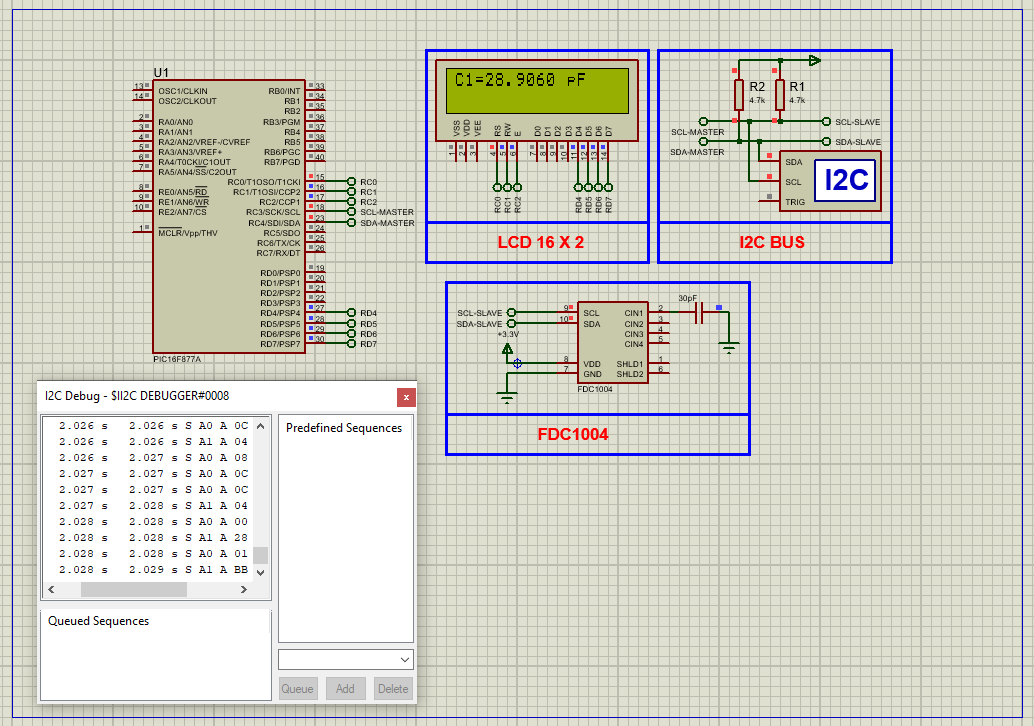 U1
13 OSC1/CLKIN
14 OSC2/CLKOUT
2 RA0/AN0
3 RA1/AN1
4 RA2/AN2/VREF-/CVREF
5 RA3/AN3/VREF+
6 RA4/T0CKI/C1OUT
7 RA5/AN4/SS/C2OUT
8 RE0/AN5/RD
9 RE1/AN6/WR
10 RE2/AN7/CS
1 MCLR/Vpp/THV
RB0/INT 33
RB1 34
RB2 35
RB3/PGM 36
RB4 37
RB5 38
RB6/PGC 39
RB7/PGD 40
RC0/T1OSO/T1CKI 15 RC0
RC1/T1OSI/CCP2 16 RC1
RC2/CCP1 17 RC2
RC3/SCK/SCL 18 SCL-MASTER
RC4/SDI/SDA 23 SDA-MASTER
RC5/SDO 24
RC6/TX/CK 25
RC7/RX/DT 26
RD0/PSP0 19
RD1/PSP1 20
RD2/PSP2 21
RD3/PSP3 22
RD4/PSP4 27 RD4
RD5/PSP5 28 RD5
RD6/PSP6 29 RD6
RD7/PSP7 30 RD7
PIC16F877A
C1=28.9060 pF
VSS VDD VEE RS RW E D0 D1 D2 D3 D4 D5 D6 D7
1 2 3 4 5 6 7 8 9 10 11 12 13 14
RC0 RC1 RC2 RD4 RD5 RD6 RD7
LCD 16 X 2
R2 R1
4.7k 4.7k
SCL-MASTER SCL-SLAVE
SDA-MASTER SDA-SLAVE
SDA
SCL
TRIG
I2C
I2C BUS
SCL-SLAVE 9 SCL CIN1 2 30pF
SDA-SLAVE 10 SDA CIN2 3
CIN3 4
CIN4 5
+3.3V
8 VDD SHLD1 1
7 GND SHLD2 6
FDC1004
FDC1004
I2C Debug - $II2C DEBUGGER#0008 x
2.026 s 2.026 s S A0 A 0C
2.026 s 2.026 s S A1 A 04
2.026 s 2.027 s S A0 A 08
2.027 s 2.027 s S A0 A 0C
2.027 s 2.027 s S A0 A 0C
2.027 s 2.028 s S A1 A 04
2.028 s 2.028 s S A0 A 00
2.028 s 2.028 s S A1 A 28
2.028 s 2.028 s S A0 A 01
2.028 s 2.029 s S A1 A BB
Predefined Sequences
Queued Sequences
Queue Add Delete